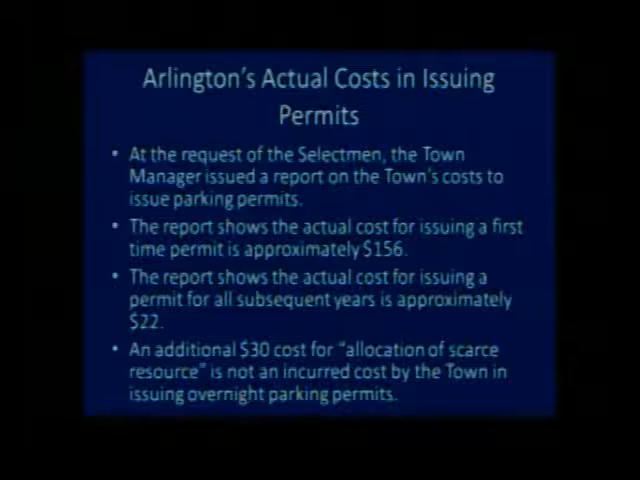 Arlington's Actual Costs in Issuing
Permits
• At the request of the Selectmen, the Town
Manager issued a report on the Town's costs to
issue parking permits.
• The report shows the actual cost for issuing a first
time permit is approximately $156.
• The report shows the actual cost for issuing a
permit for all subsequent years is approximately
$22.
• An additional $30 cost for "allocation of scarce
resource" is not an incurred cost by the Town in
issuing overnight parking permits.